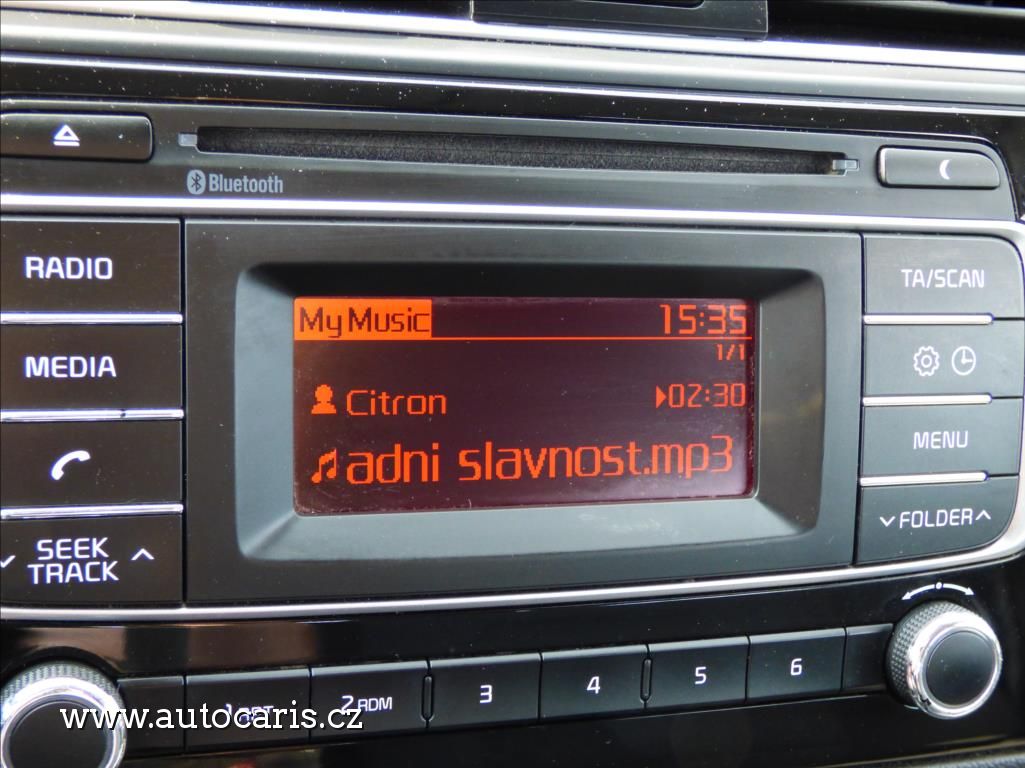 Bluetooth
RADIO
TA/SCAN
My Music 15:35
1/1
MEDIA
Citron 02:30
MENU
adni slavnost.mp3
FOLDER
SEEK
TRACK
2 RDM 3 4 5 6
www.autocaris.cz